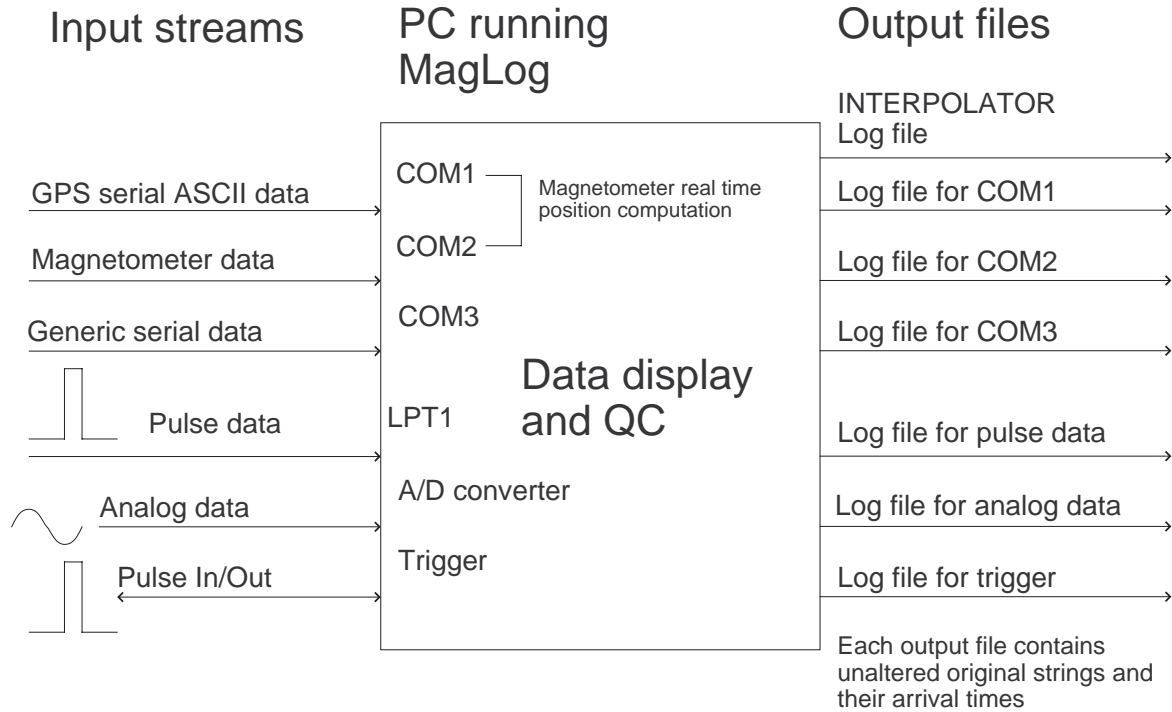 Input streams
PC running
MagLog
Output files
INTERPOLATOR
Log file
GPS serial ASCII data
COM1
Magnetometer real time
position computation
Log file for COM1
Magnetometer data
COM2
Log file for COM2
Generic serial data
COM3
Log file for COM3
Data display
and QC
Pulse data
LPT1
Log file for pulse data
Analog data
A/D converter
Log file for analog data
Pulse In/Out
Trigger
Log file for trigger
Each output file contains
unaltered original strings and
their arrival times